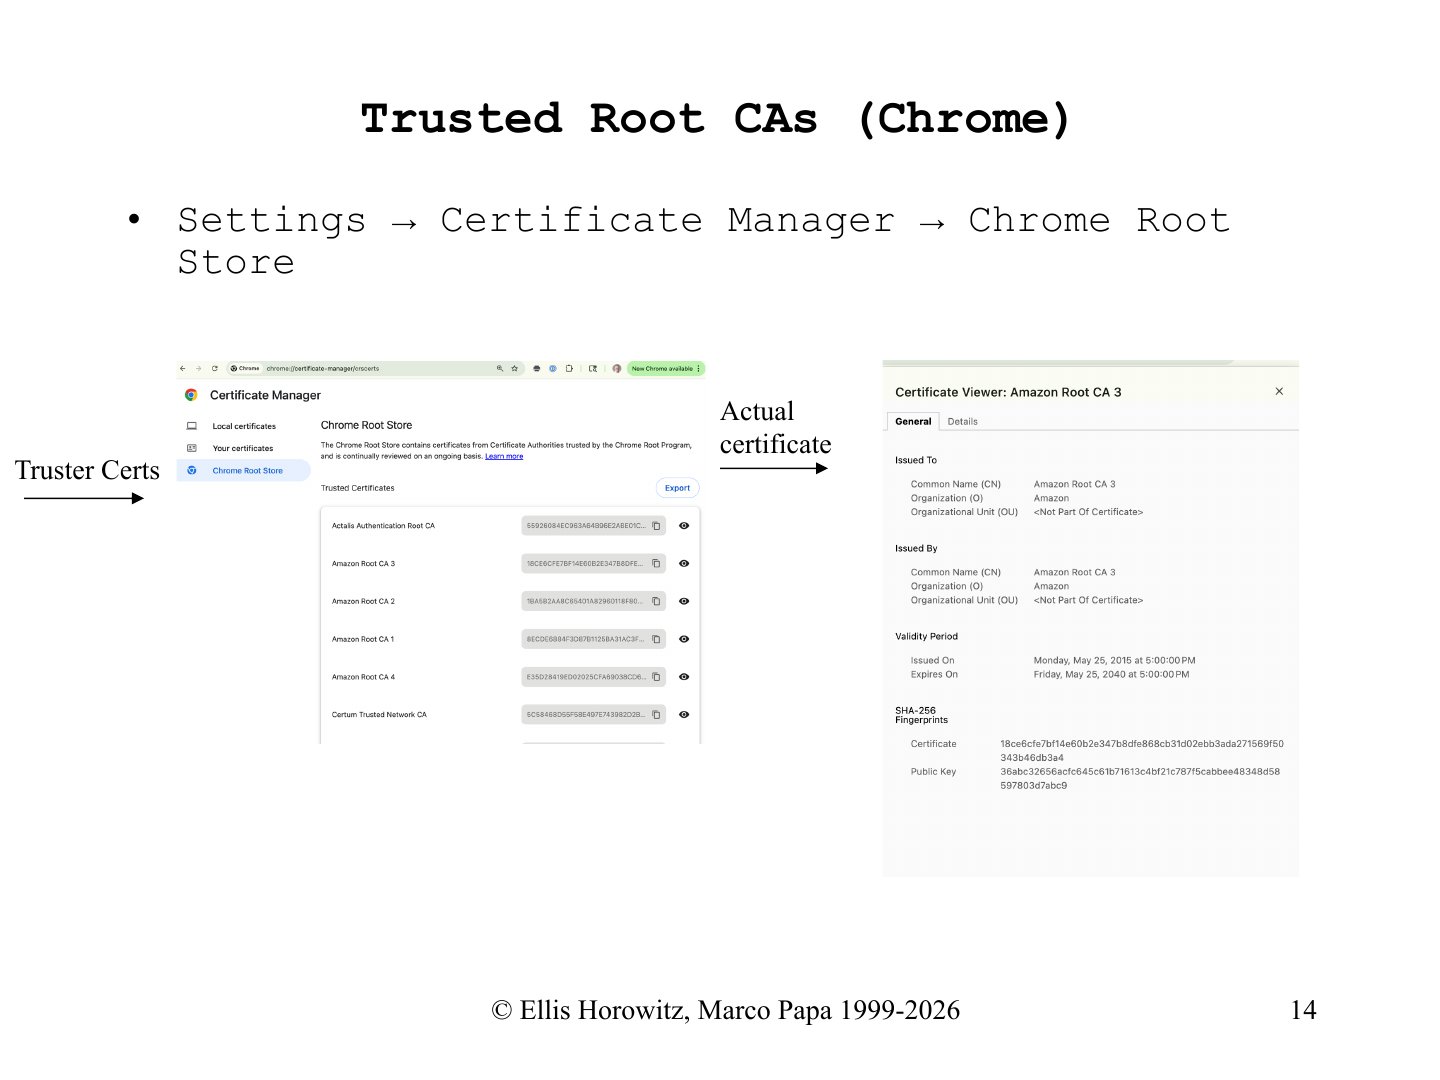 Trusted Root CAs (Chrome)
• Settings → Certificate Manager → Chrome Root
Store
Truster Certs
Chrome
chrome://certificate-manager/crscerts
New Chrome available
Certificate Manager
Local certificates
Your certificates
Chrome Root Store
Chrome Root Store
The Chrome Root Store contains certificates from Certificate Authorities trusted by the Chrome Root Program,
and is continually reviewed on an ongoing basis. Learn more
Trusted Certificates
Export
Actalis Authentication Root CA
Amazon Root CA 3
Amazon Root CA 2
Amazon Root CA 1
Amazon Root CA 4
Certum Trusted Network CA
Actual
certificate
Certificate Viewer: Amazon Root CA 3
General Details
Issued To
Common Name (CN) Amazon Root CA 3
Organization (O) Amazon
Organizational Unit (OU) <Not Part Of Certificate>
Issued By
Common Name (CN) Amazon Root CA 3
Organization (O) Amazon
Organizational Unit (OU) <Not Part Of Certificate>
Validity Period
Issued On Monday, May 25, 2015 at 5:00:00 PM
Expires On Friday, May 25, 2040 at 5:00:00 PM
SHA-256
Fingerprints
Certificate 18ce6cfe7bf14e60b2e347b8dfe868cb31d02ebb3ada271569f50
343b46db3a4
Public Key 36abc32656acfc645c61b71613c4bf21c787f5cabbee48348d58
597803d7abc9
© Ellis Horowitz, Marco Papa 1999-2026
14